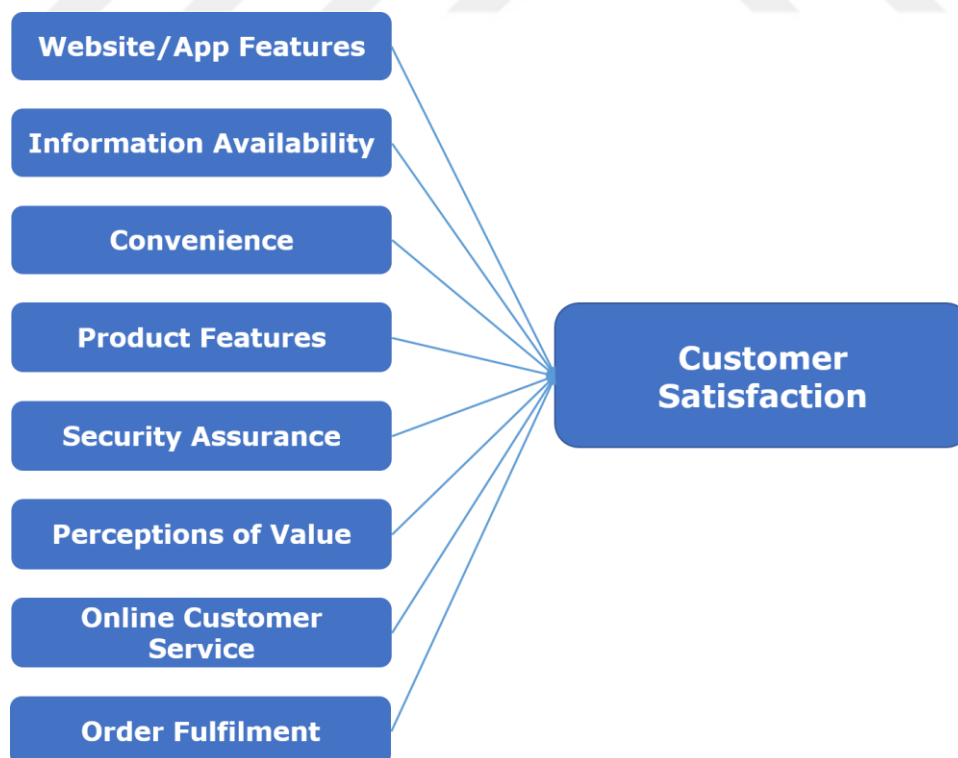 Website/App Features
Information Availability
Convenience
Product Features
Security Assurance
Perceptions of Value
Online Customer
Service
Order Fulfilment
Customer
Satisfaction